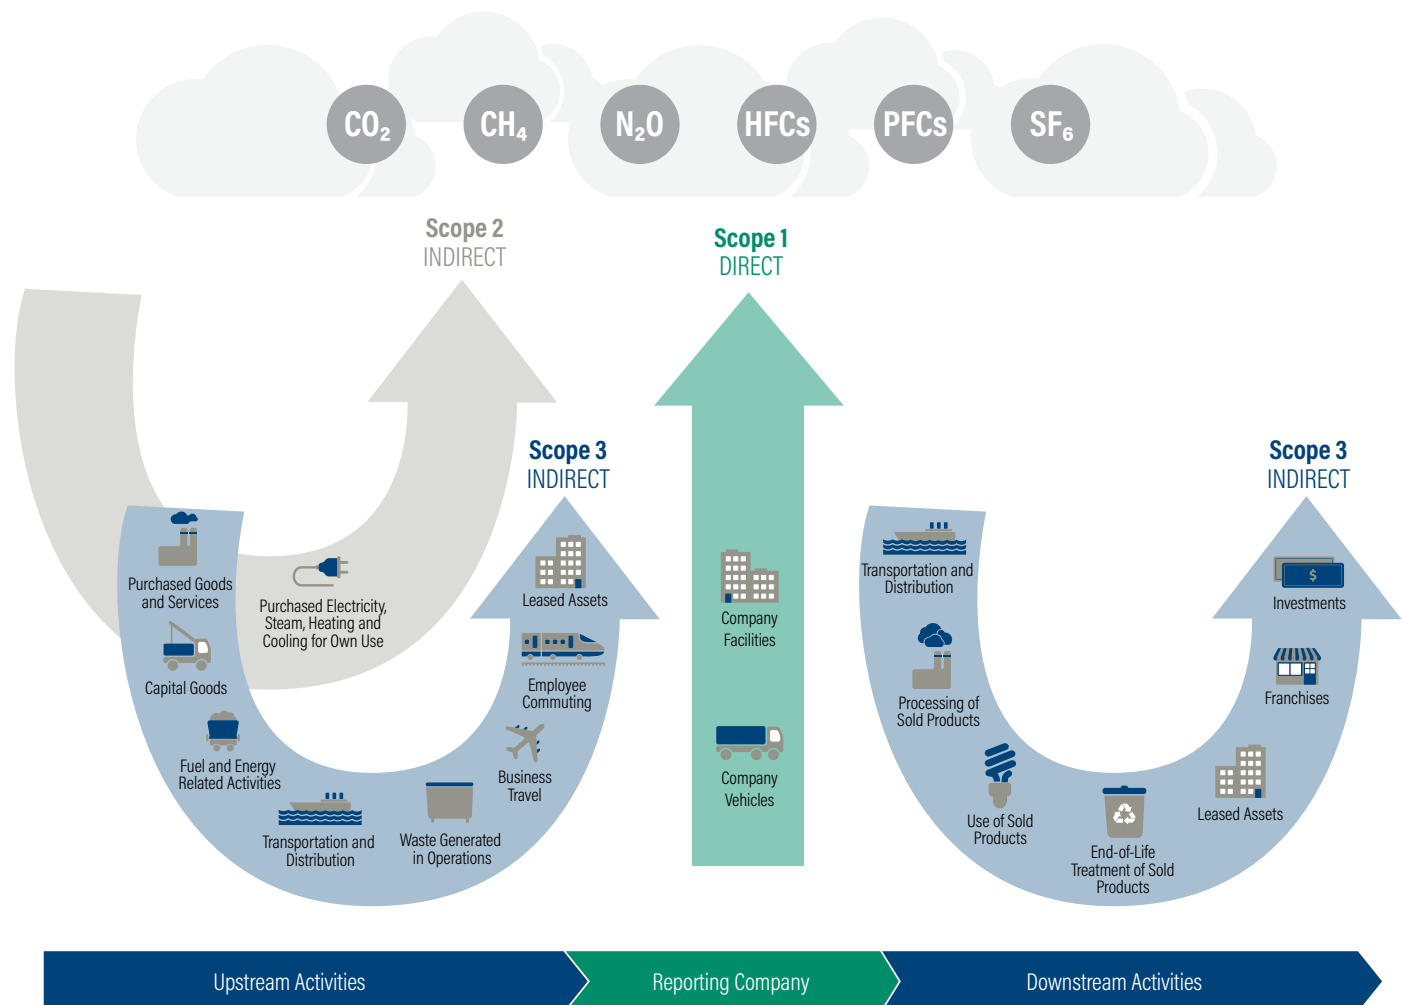 CO₂
CH₄
N₂O
HFCs
PFCs
SF₆
Scope 2
INDIRECT
Scope 1
DIRECT
Scope 3
INDIRECT
Scope 3
INDIRECT
Purchased Goods
and Services
Capital Goods
Fuel and Energy
Related Activities
Transportation and
Distribution
Waste Generated
in Operations
Business
Travel
Employee
Commuting
Leased Assets
Purchased Electricity,
Steam, Heating and
Cooling for Own Use
Company
Facilities
Company
Vehicles
Transportation and
Distribution
Processing of
Sold Products
Use of Sold
Products
End-of-Life
Treatment of Sold
Products
Leased Assets
Franchises
$
Investments
Upstream Activities
Reporting Company
Downstream Activities